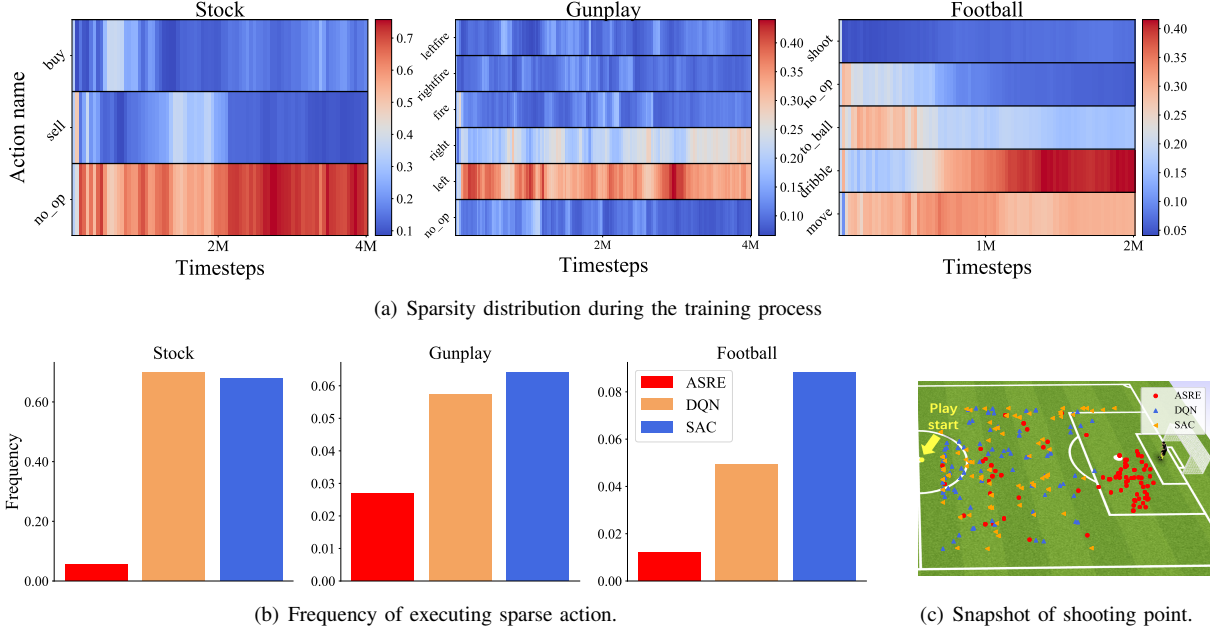 Stock
Gunplay
Football
Action name
buy
sell
no_op
0.7
0.6
0.5
0.4
0.3
0.2
0.1
2M
4M
Timesteps
leftfire
rightfire
fire
right
left
no_op
0.40
0.35
0.30
0.25
0.20
0.15
0.10
2M
4M
Timesteps
shoot
no_op
to_ball
dribble
move
0.40
0.35
0.30
0.25
0.20
0.15
0.10
0.05
1M
2M
Timesteps
(a) Sparsity distribution during the training process
Stock
Frequency
0.60
0.40
0.20
0.00
Gunplay
0.06
0.05
0.04
0.03
0.02
0.01
0.00
Football
0.08
0.06
0.04
0.02
0.00
ASRE
DQN
SAC
(b) Frequency of executing sparse action.
Play
start
ASRE
DQN
SAC
(c) Snapshot of shooting point.